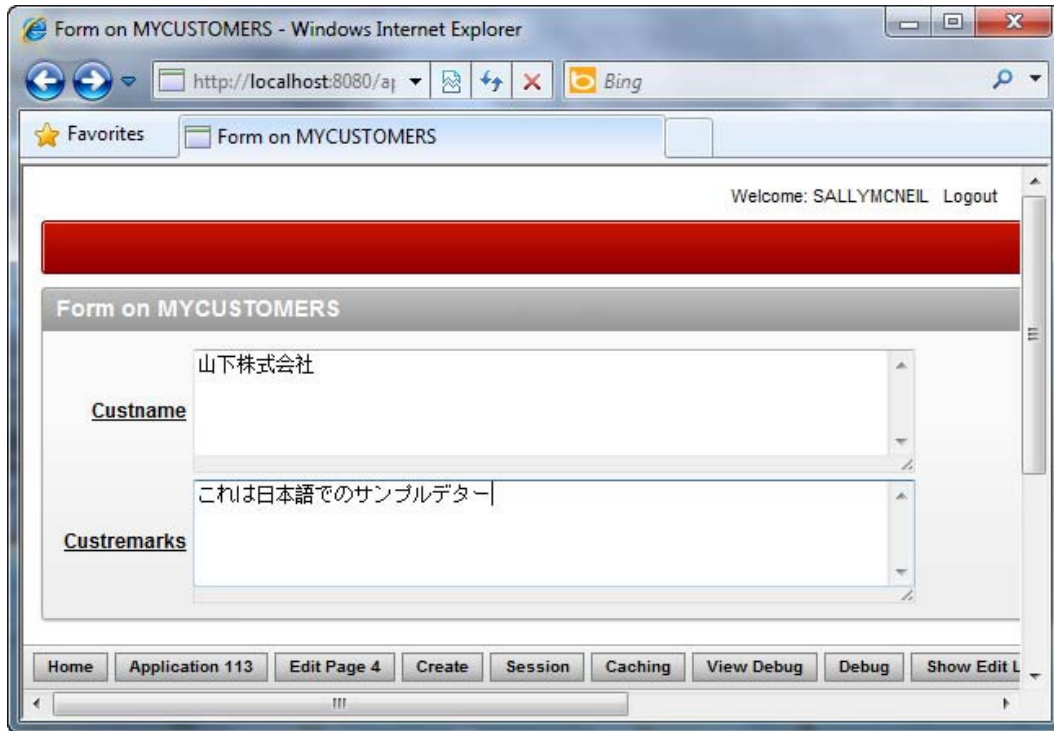 Form on MYCUSTOMERS - Windows Internet Explorer
http://localhost:8080/a
Bing
Favorites
Form on MYCUSTOMERS
Welcome: SALLYMCNEIL Logout
Form on MYCUSTOMERS
山下株式会社
Custname
これは日本語でのサンプルデター
Custremarks
Home Application 113 Edit Page 4 Create Session Caching View Debug Debug Show Edit L